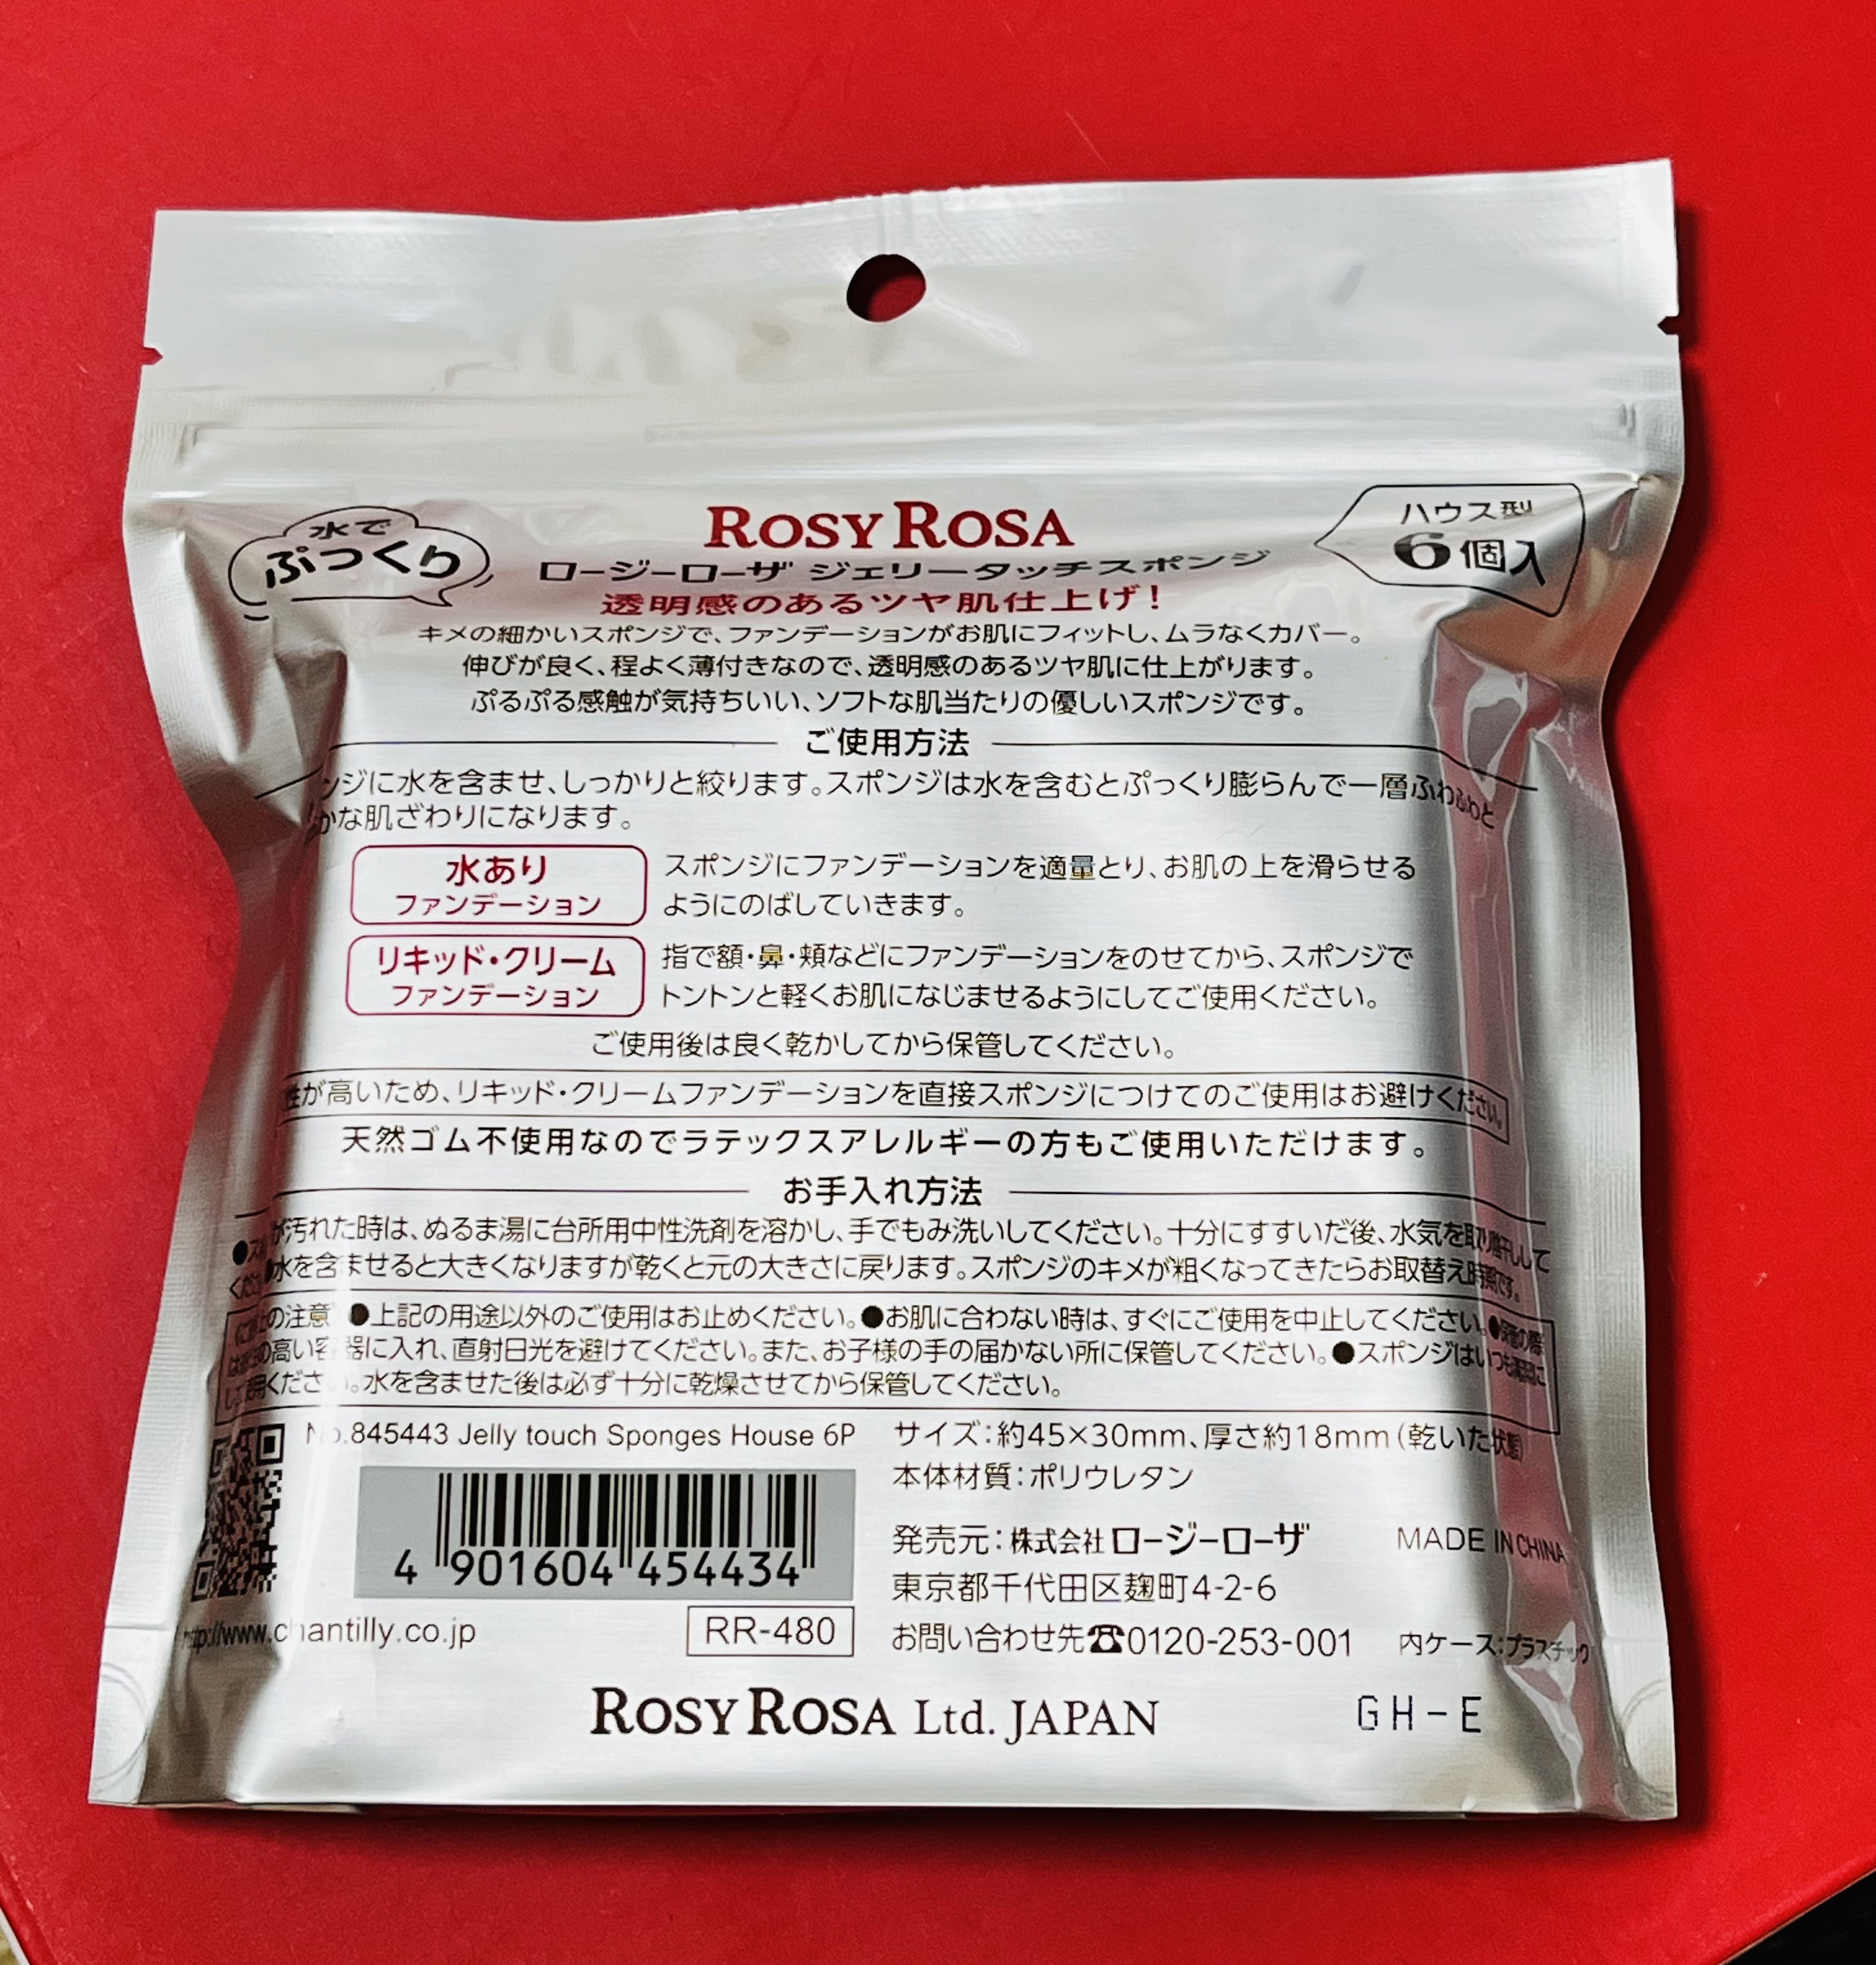 水で
ぷっくり
ROSY ROSA
ロージーローザ ジェリータッチスポンジ
透明感のあるツヤ肌仕上げ！
ハウス型
6個入
キメの細かいスポンジで、ファンデーションがお肌にフィットし、ムラなくカバー。
伸びが良く、程よく薄付きなので、透明感のあるツヤ肌に仕上がります。
ぷるぷる感触が気持ちいい、ソフトな肌当たりの優しいスポンジです。
ご使用方法
ンジに水を含ませ、しっかりと絞ります。スポンジは水を含むとぷっくり膨らんで一層ふわふわと
かな肌ざわりになります。
水あり
ファンデーション
スポンジにファンデーションを適量とり、お肌の上を滑らせる
ようにのばしていきます。
リキッド・クリーム
ファンデーション
指で額・鼻・頬などにファンデーションをのせてから、スポンジで
トントンと軽くお肌になじませるようにしてご使用ください。
ご使用後は良く乾かしてから保管してください。
性が高いため、リキッド・クリームファンデーションを直接スポンジにつけてのご使用はお避けください。
天然ゴム不使用なのでラテックスアレルギーの方もご使用いただけます。
お手入れ方法
が汚れた時は、ぬるま湯に台所用中性洗剤を溶かし、手でもみ洗いしてください。十分にすすいだ後、水気を取り陰干しして
くだ ●水を含ませると大きくなりますが乾くと元の大きさに戻ります。スポンジのキメが粗くなってきたらお取替え時期です。
の注意 ●上記の用途以外のご使用はお止めください。●お肌に合わない時は、すぐにご使用を中止してください。●保管の際
の高い容器に入れ、直射日光を避けてください。また、お子様の手の届かない所に保管してください。●スポンジはいつも清潔に
ください。水を含ませた後は必ず十分に乾燥させてから保管してください。
No.845443 Jelly touch Sponges House 6P
4 901604 454434
http://www.chantilly.co.jp
RR-480
サイズ：約45×30mm、厚さ約18mm（乾いた状態）
本体材質：ポリウレタン
発売元：株式会社ロージーローザ
MADE IN CHINA
東京都千代田区麹町4-2-6
お問い合わせ先☎0120-253-001
内ケース：プラスチック
ROSY ROSA Ltd. JAPAN
GH-E